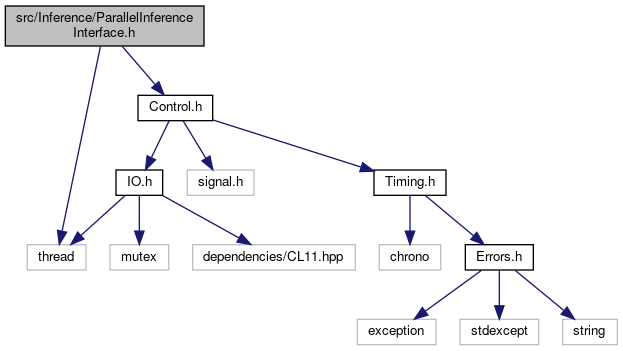 src/Inference/ParallelInference
Interface.h
Control.h
IO.h
signal.h
Timing.h
thread
mutex
dependencies/CL11.hpp
chrono
Errors.h
exception
stdexcept
string